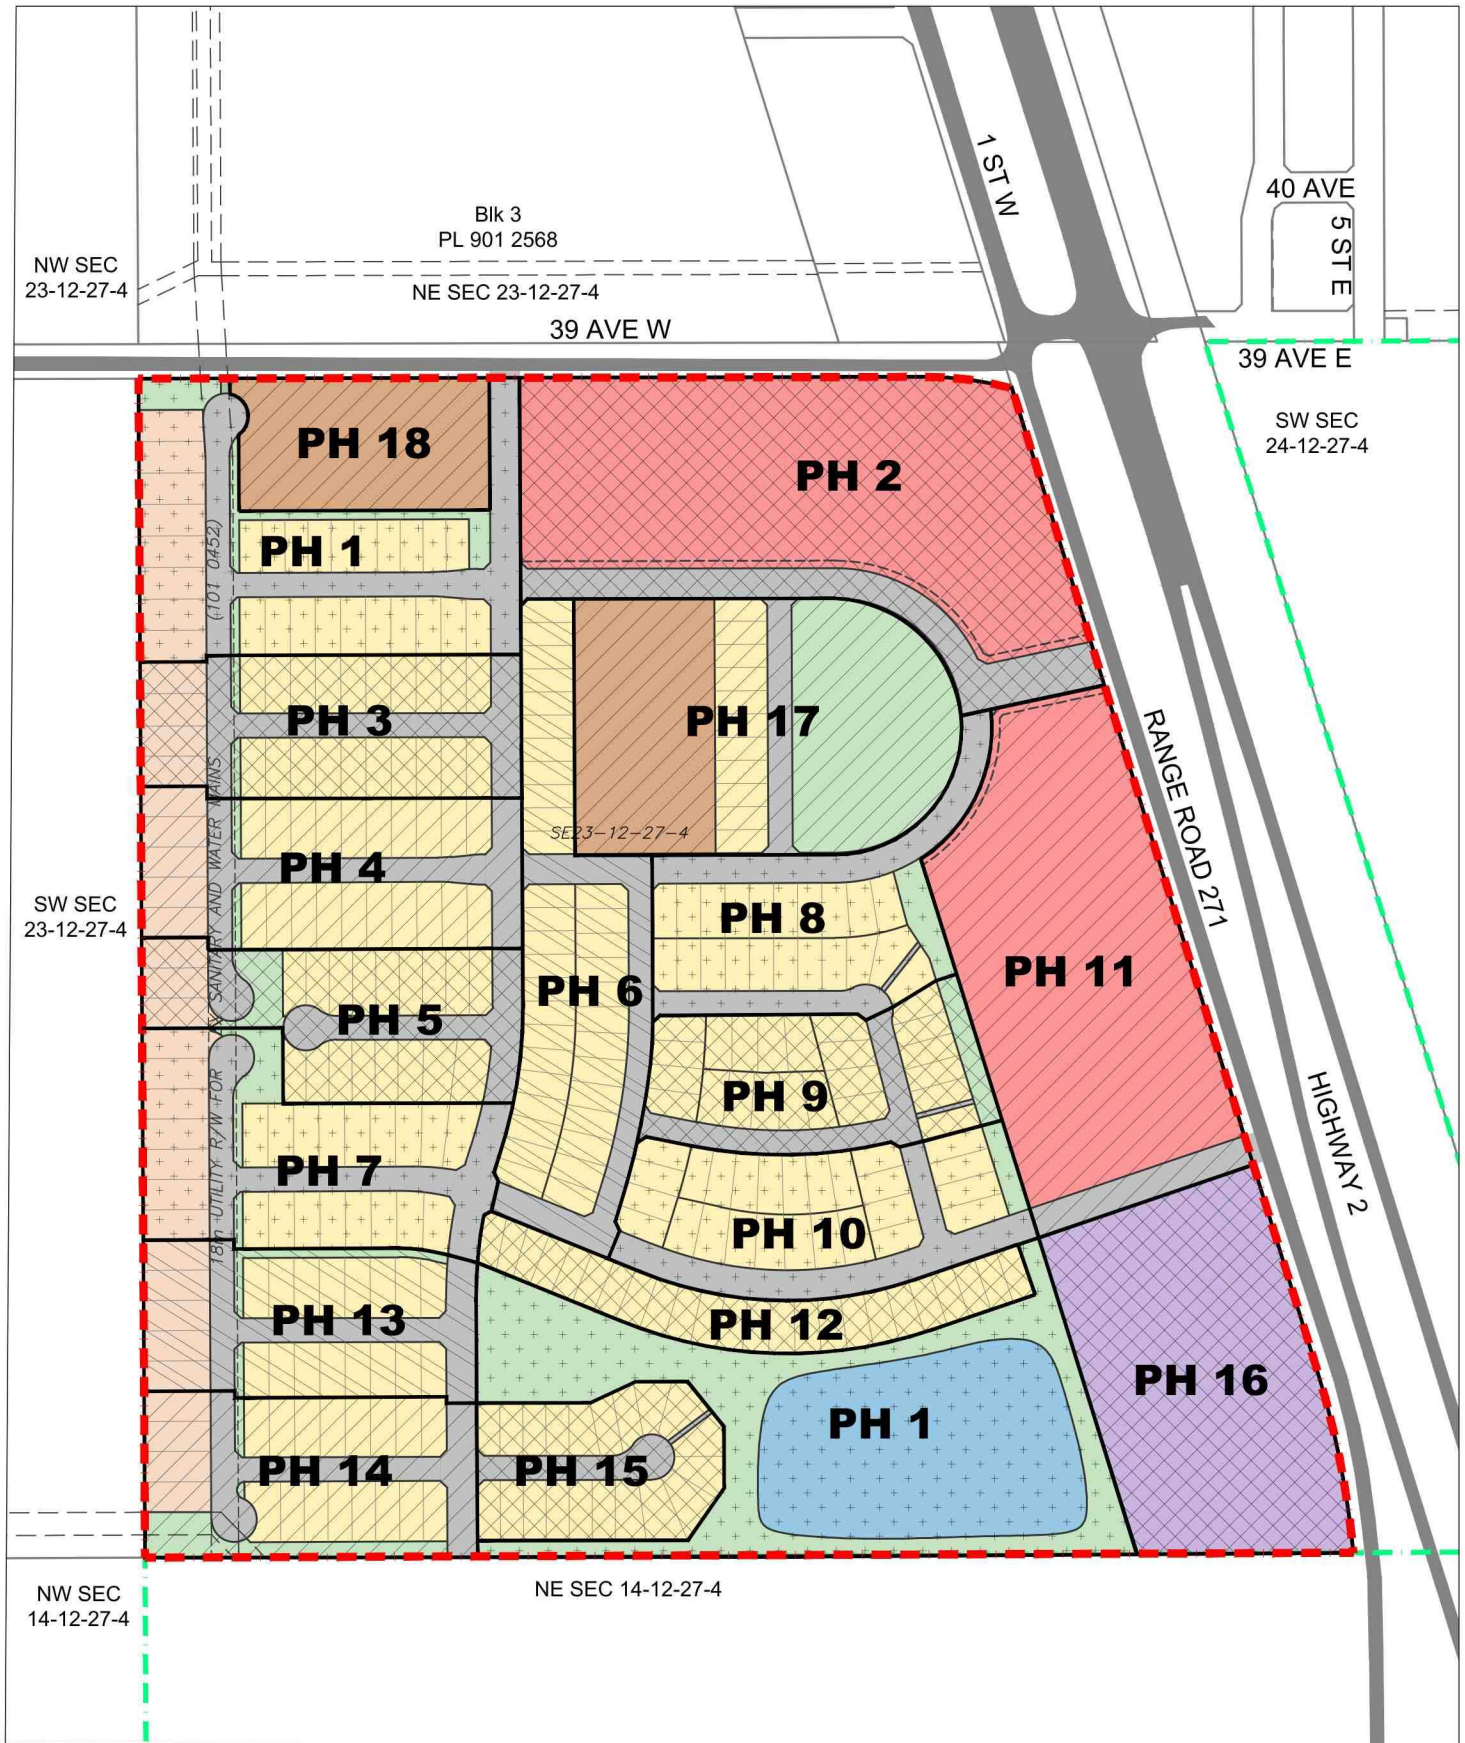 1 ST W
40 AVE
5 ST E
Blk 3
PL 901 2568
NW SEC
23-12-27-4
NE SEC 23-12-27-4
39 AVE W
39 AVE E
SW SEC
24-12-27-4
PH 18
PH 2
PH 1
(101 0452)
PH 3
PH 17
RANGE ROAD 271
SE23-12-27-4
PH 4
SW SEC
23-12-27-4
PH 8
PH 11
PH 6
PH 5
18m UTILITY R/W FOR SANITARY AND WATER MAINS
PH 9
HIGHWAY 2
PH 7
PH 10
PH 13
PH 12
PH 16
PH 1
PH 14
PH 15
NW SEC
14-12-27-4
NE SEC 14-12-27-4